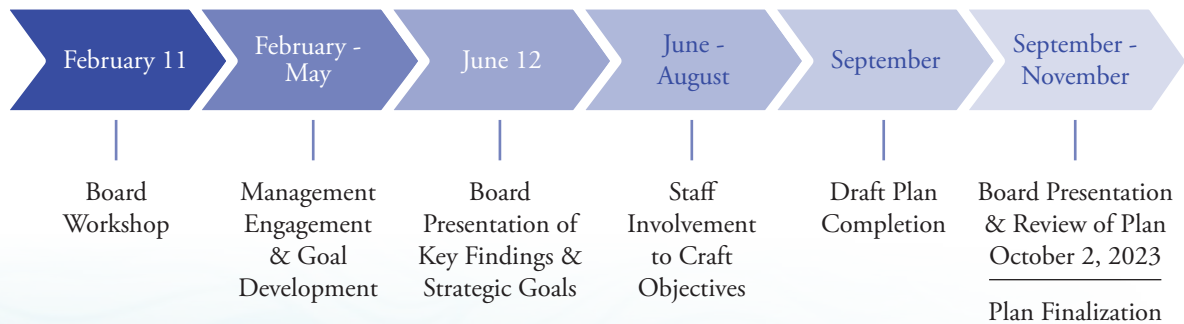 February 11
February -
May
June 12
June -
August
September
September -
November
Board
Workshop
Management
Engagement
& Goal
Development
Board
Presentation of
Key Findings &
Strategic Goals
Staff
Involvement
to Craft
Objectives
Draft Plan
Completion
Board Presentation
& Review of Plan
October 2, 2023
Plan Finalization